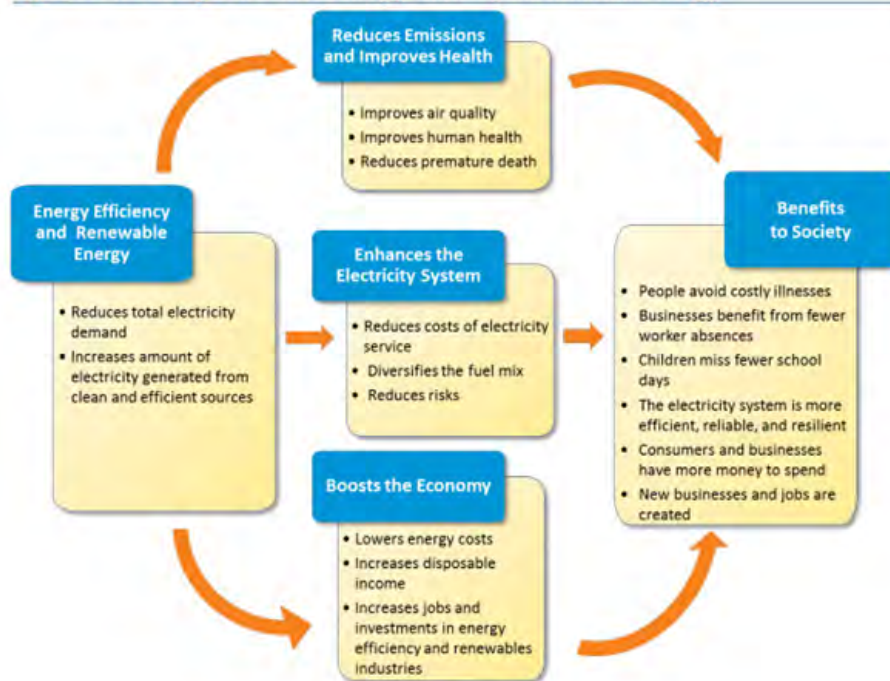 Reduces Emissions
and Improves Health
• Improves air quality
• Improves human health
• Reduces premature death
Energy Efficiency
and Renewable
Energy
• Reduces total electricity
demand
• Increases amount of
electricity generated from
clean and efficient sources
Enhances the
Electricity System
• Reduces costs of electricity
service
• Diversifies the fuel mix
• Reduces risks
Boosts the Economy
• Lowers energy costs
• Increases disposable
income
• Increases jobs and
investments in energy
efficiency and renewables
industries
Benefits
to Society
• People avoid costly illnesses
• Businesses benefit from fewer
worker absences
• Children miss fewer school
days
• The electricity system is more
efficient, reliable, and resilient
• Consumers and businesses
have more money to spend
• New businesses and jobs are
created